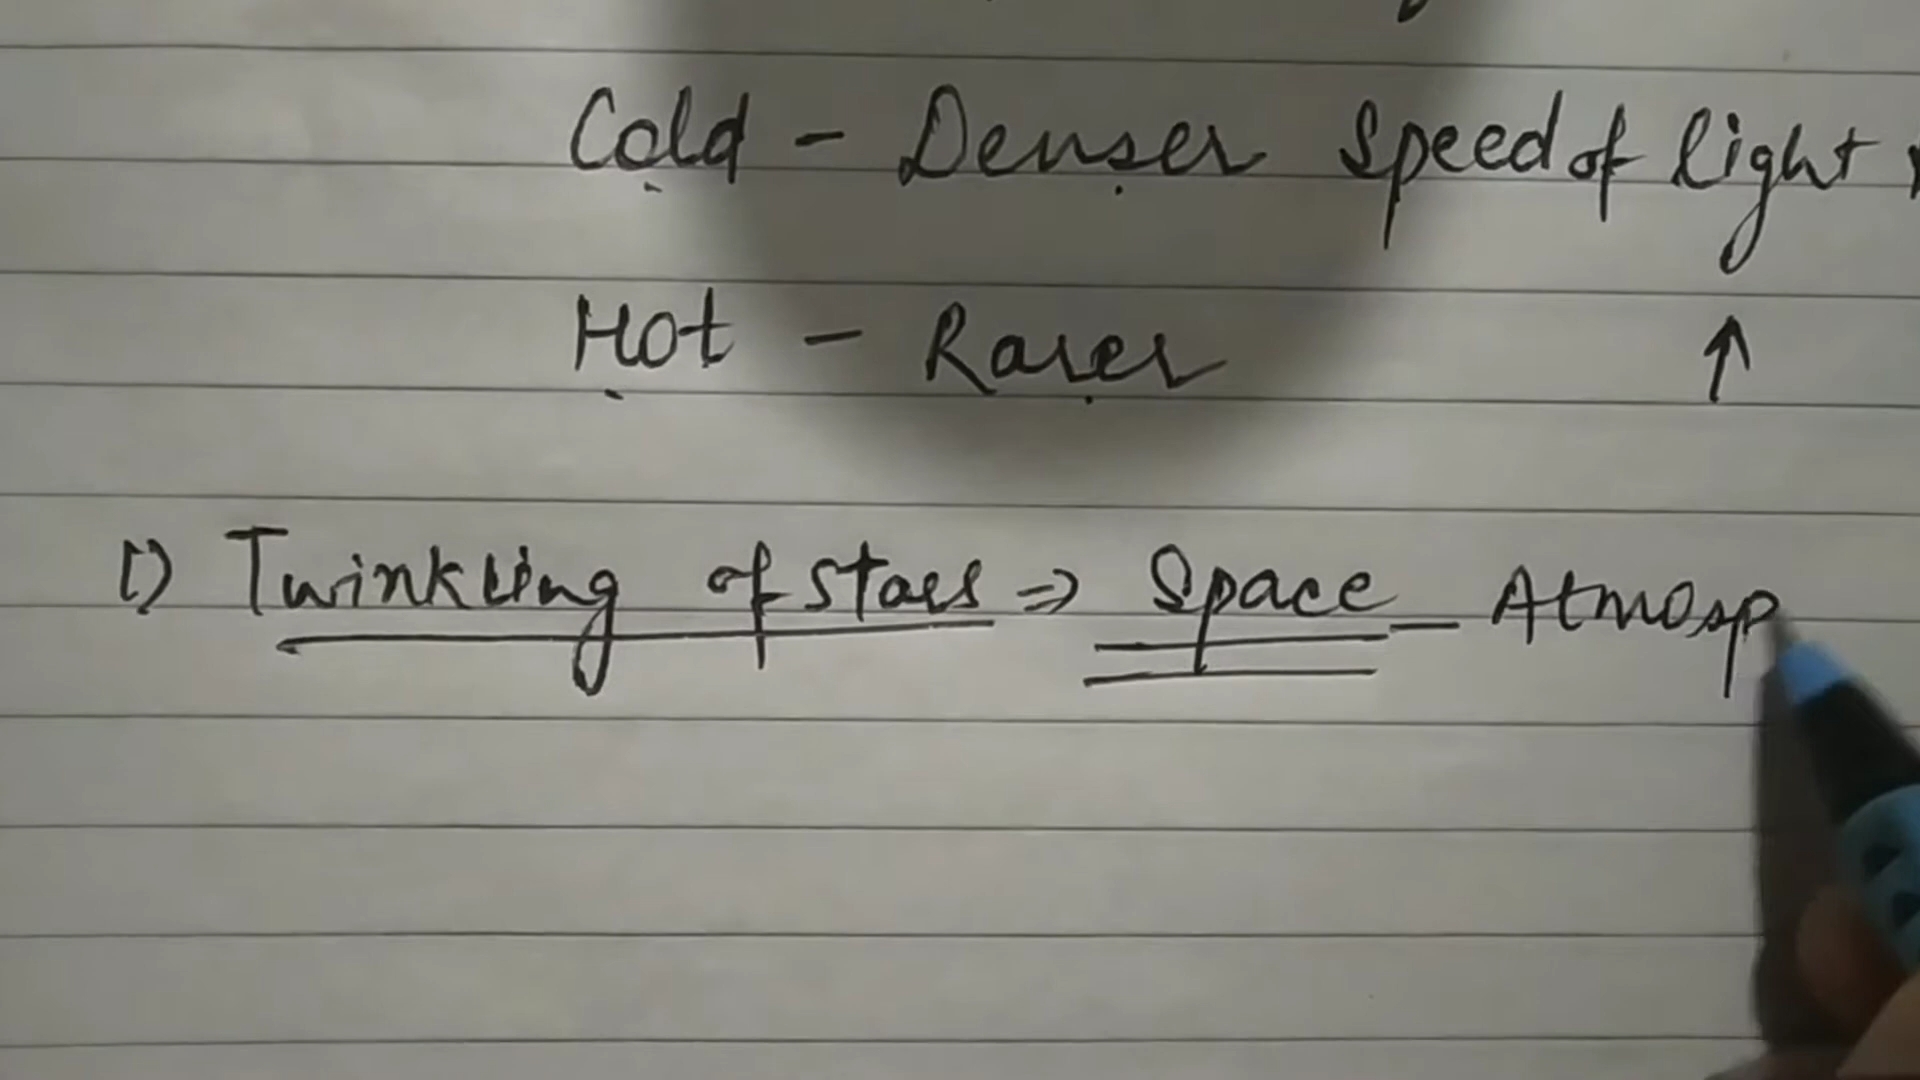 Cold - Denser Speed of light
Hot - Rarer ↑
1) Twinkling of stars ⇒ Space - Atmosp